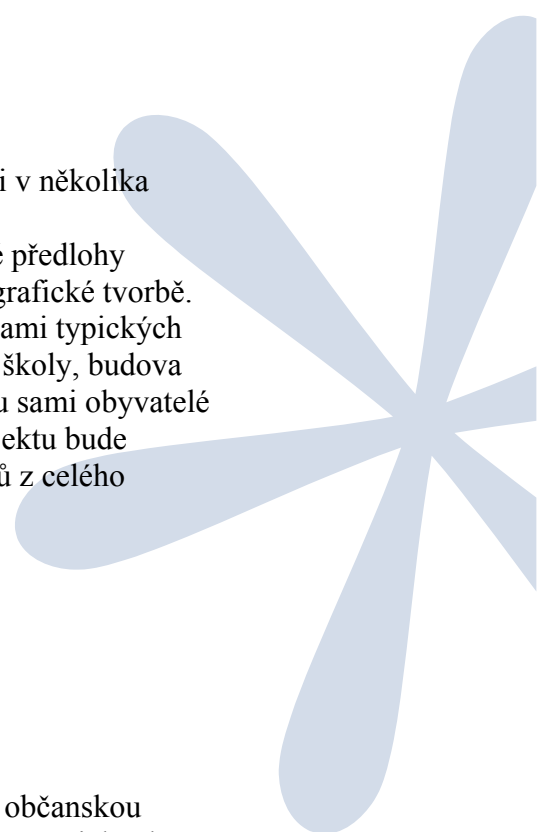 i v několika
e předlohy
grafické tvorbě.
ami typických
školy, budova
u sami obyvatelé
ektu bude
ů z celého
občanskou